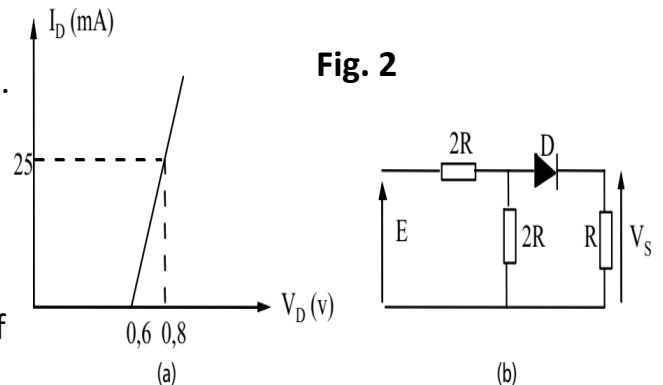 I_D (mA)
Fig. 2
.
25
2R
D
E
2R
R
V_S
V_D (v)
f
0,6 0,8
(a)
(b)